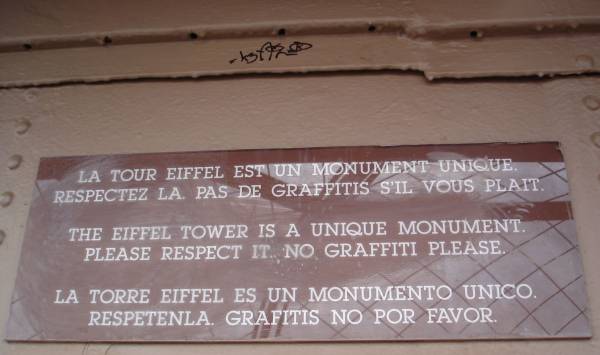 LA TOUR EIFFEL EST UN MONUMENT UNIQUE.
RESPECTEZ LA. PAS DE GRAFFITIS S'IL VOUS PLAIT.
THE EIFFEL TOWER IS A UNIQUE MONUMENT.
PLEASE RESPECT IT. NO GRAFFITI PLEASE.
LA TORRE EIFFEL ES UN MONUMENTO UNICO.
RESPETENLA. GRAFITIS NO POR FAVOR.